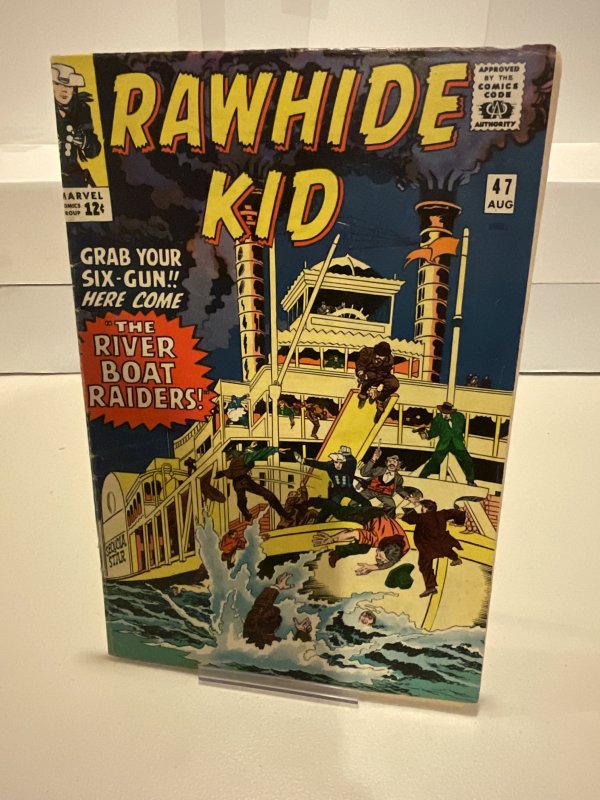 RAWHIDE
KID
APPROVED
BY THE
COMICS
CODE
AUTHORITY
MARVEL
COMICS
GROUP 12¢
47
AUG
GRAB YOUR
SIX-GUN!!
HERE COME
"THE
RIVER
BOAT
RAIDERS!"
STAR